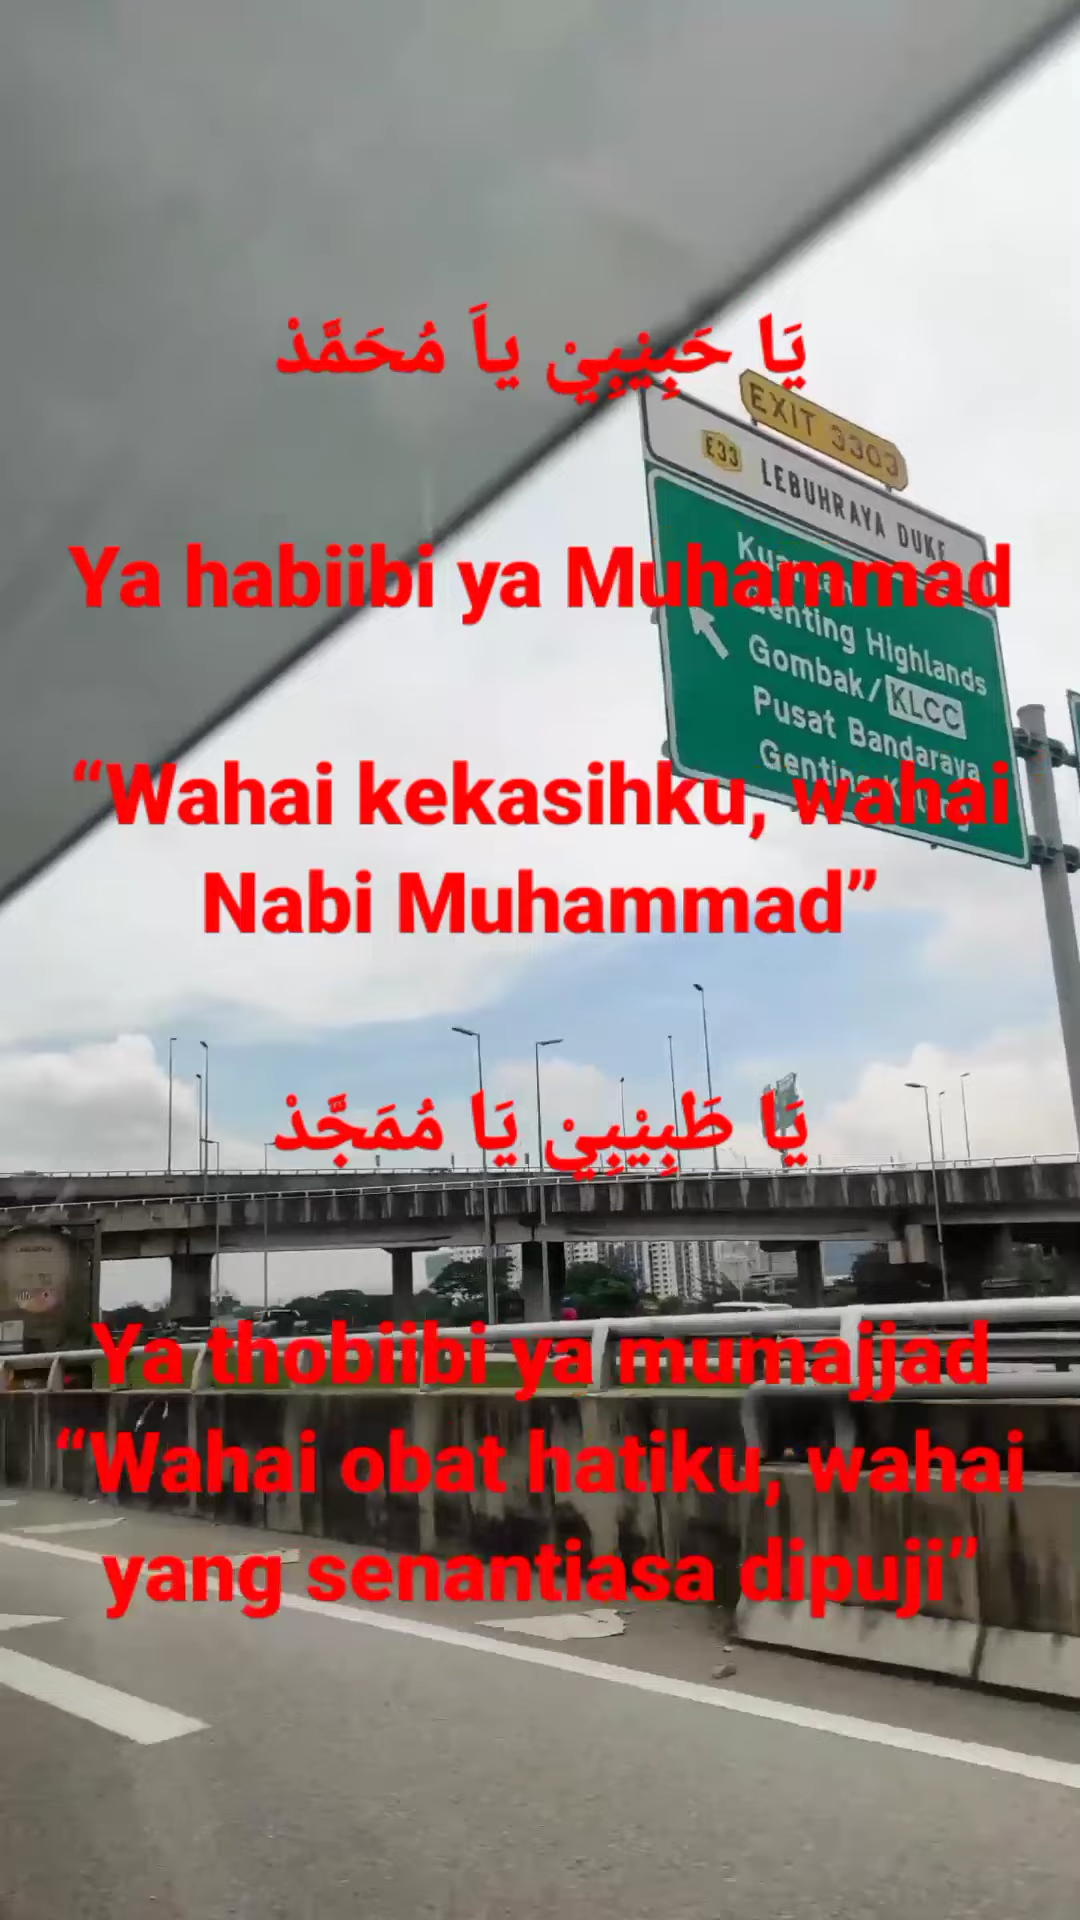 يَا حَبِيْبِيْ ياَ مُحَمَّدْ
EXIT 3303
E33 LEBUHRAYA DUKE
Ya habiibi ya Muhammad
Genting Highlands
Gombak/KLCC
Pusat Bandaraya
“Wahai kekasihku, wahai
Nabi Muhammad”
يَا طَبِيْبِيْ يَا مُمَجَّدْ
Ya thobiibi ya mumajjad
“Wahai obat hatiku, wahai
yang senantiasa dipuji”